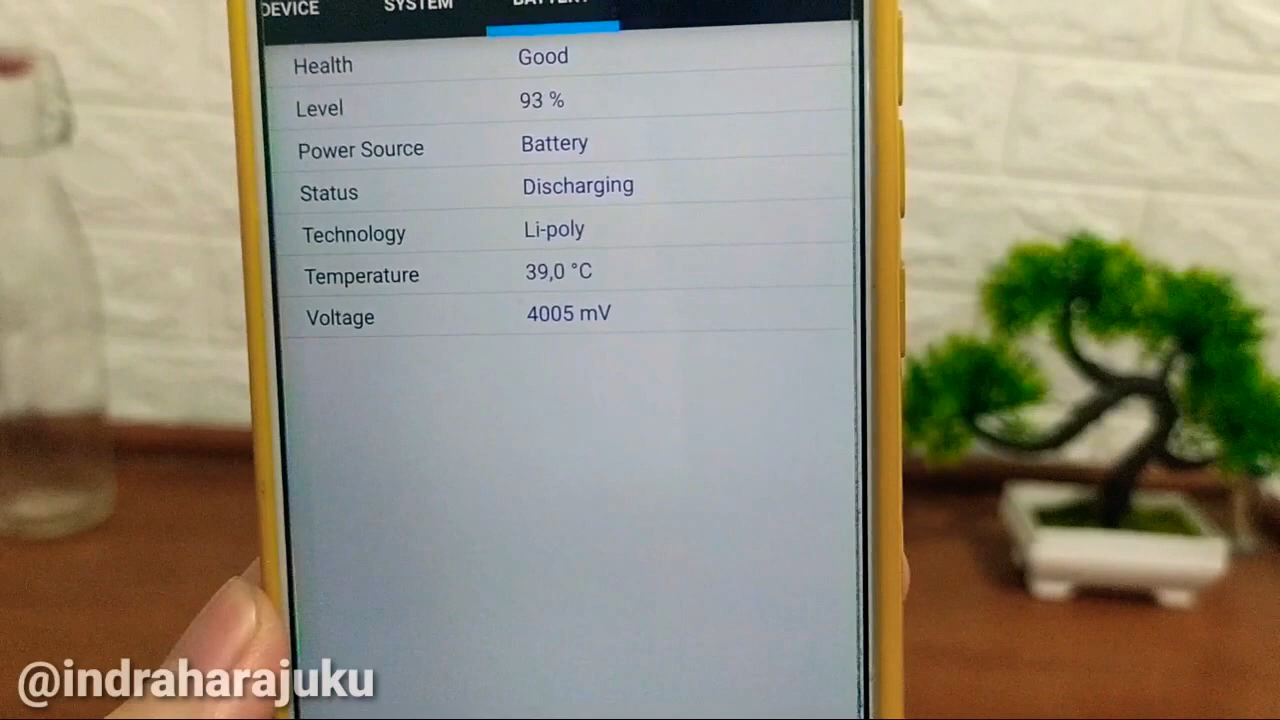 DEVICE SYSTEM BATTERY
Health Good
Level 93 %
Power Source Battery
Status Discharging
Technology Li-poly
Temperature 39,0 °C
Voltage 4005 mV
@indraharajuku